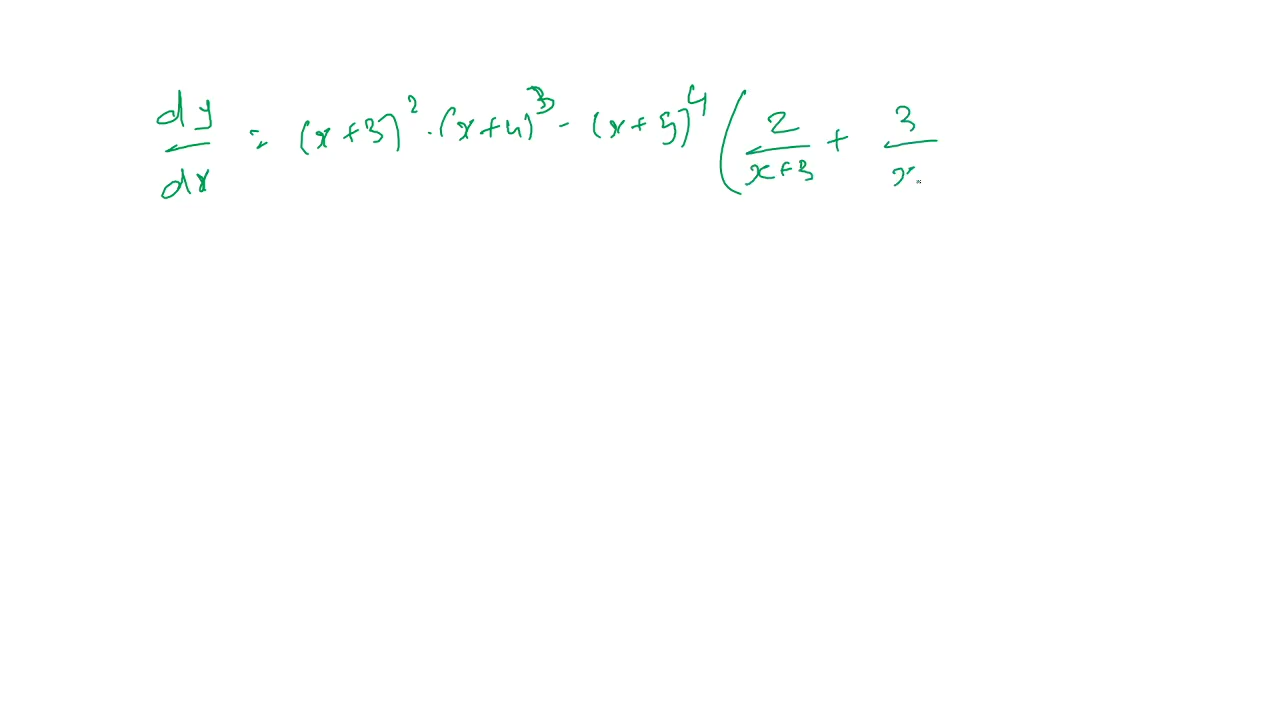 dy/dx = (x+3)² · (x+4)³ - (x+5)⁴ ( 2/(x+3) + 3/x